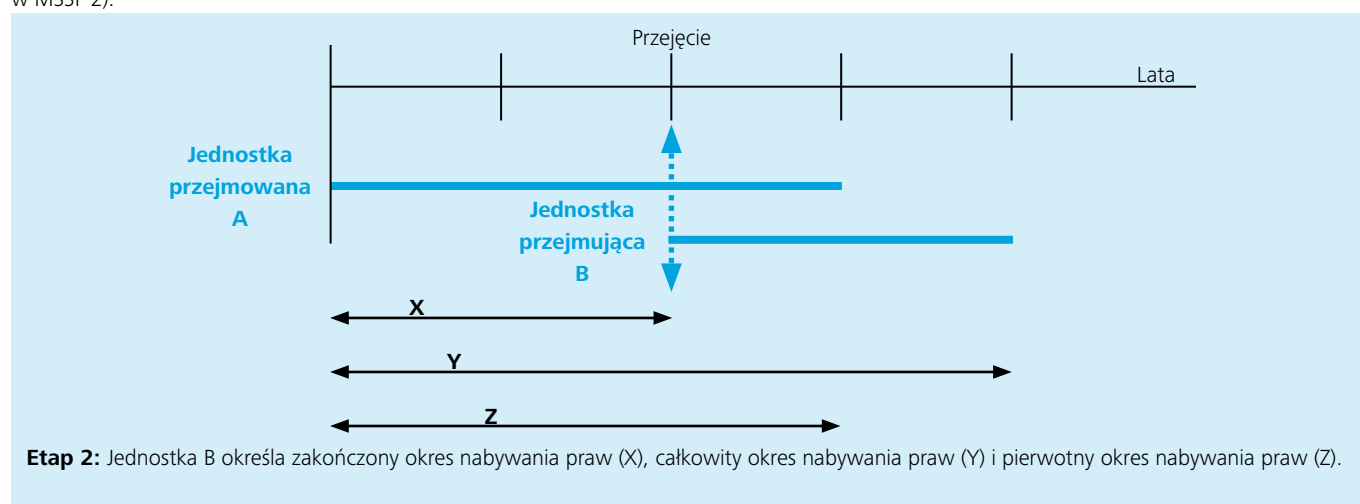 w MSSF 2):
Przejęcie
Lata
Jednostka
przejmowana
A
Jednostka
przejmująca
B
X
Y
Z
Etap 2: Jednostka B określa zakończony okres nabywania praw (X), całkowity okres nabywania praw (Y) i pierwotny okres nabywania praw (Z).